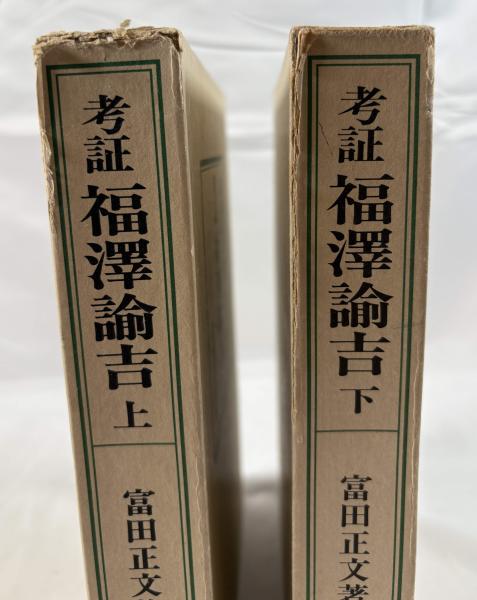 考証
福澤諭吉 上
富田正文
考証
福澤諭吉 下
富田正文著